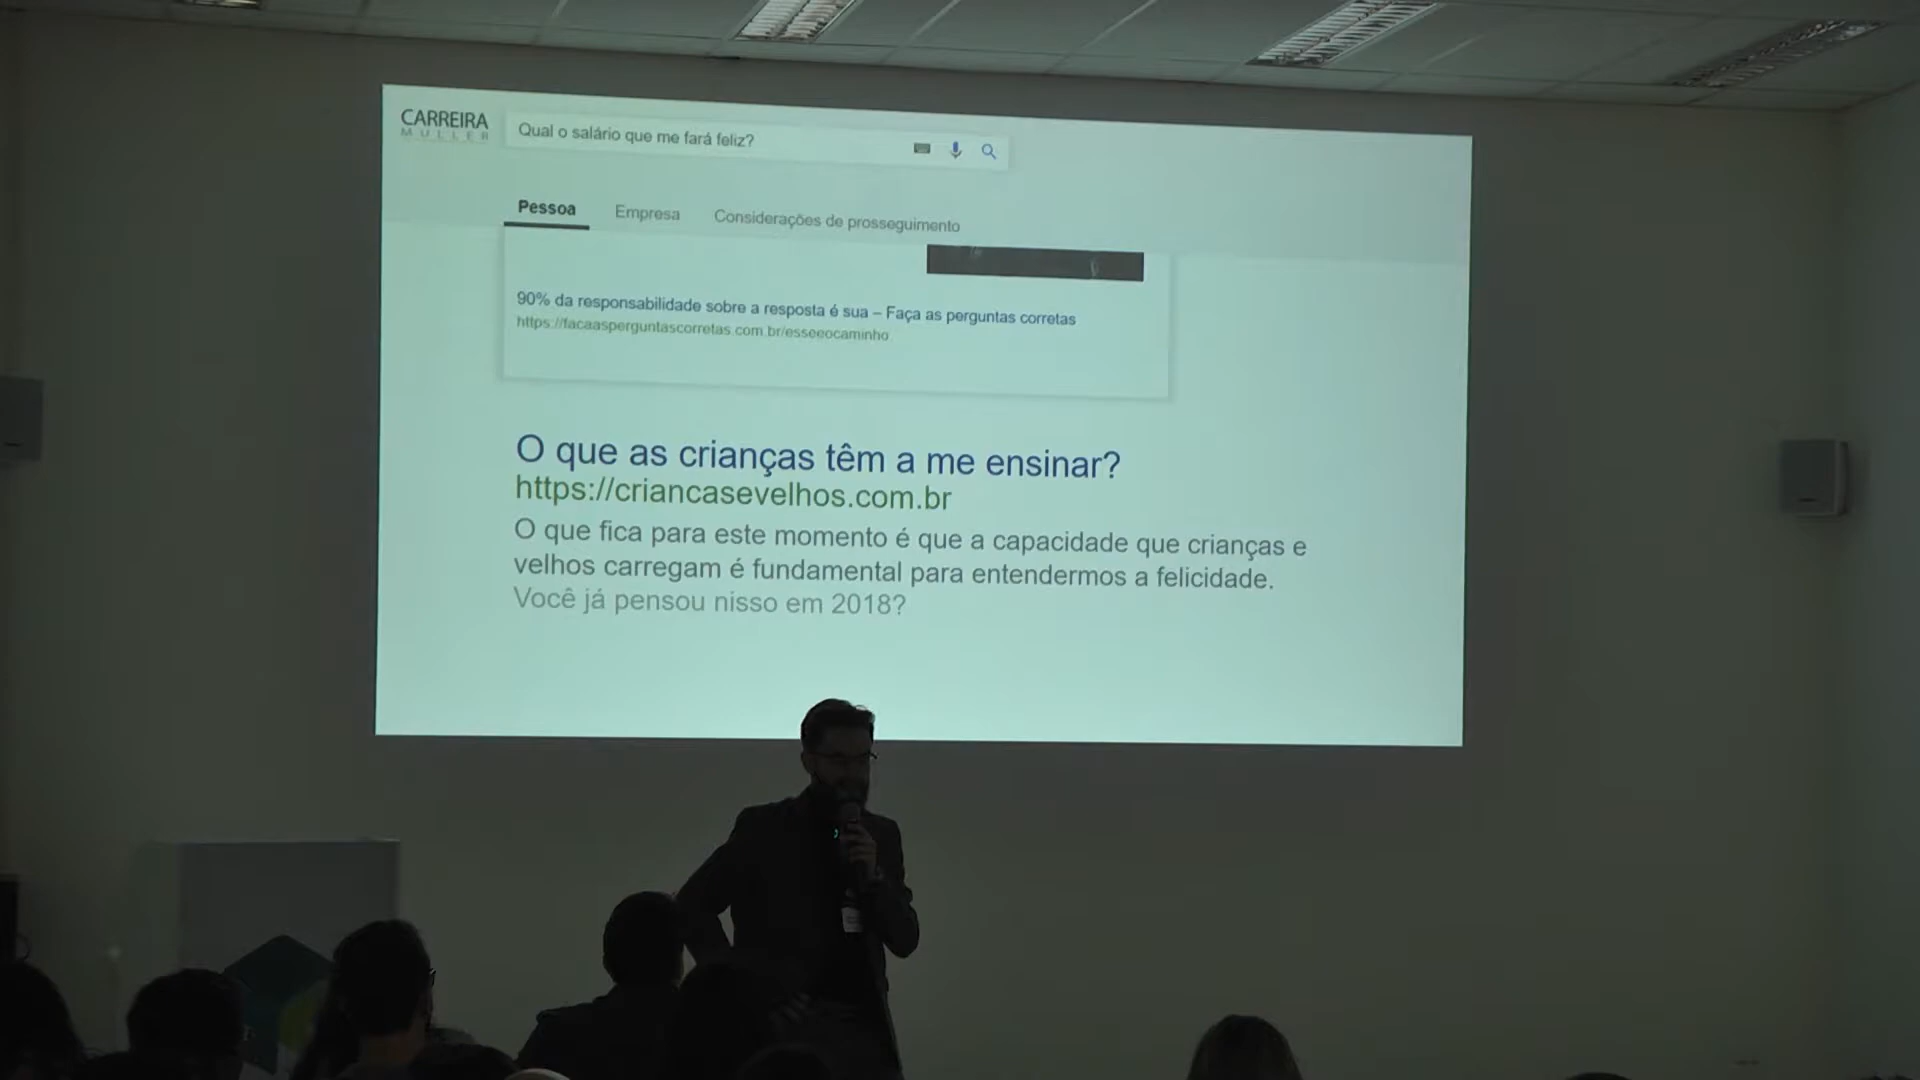 CARREIRA
MULLER
Qual o salário que me fará feliz?
Pessoa Empresa Considerações de prosseguimento
90% da responsabilidade sobre a resposta é sua – Faça as perguntas corretas
https://facaasperguntascorretas.com.br/esseeocaminho
O que as crianças têm a me ensinar?
https://criancasevelhos.com.br
O que fica para este momento é que a capacidade que crianças e
velhos carregam é fundamental para entendermos a felicidade.
Você já pensou nisso em 2018?